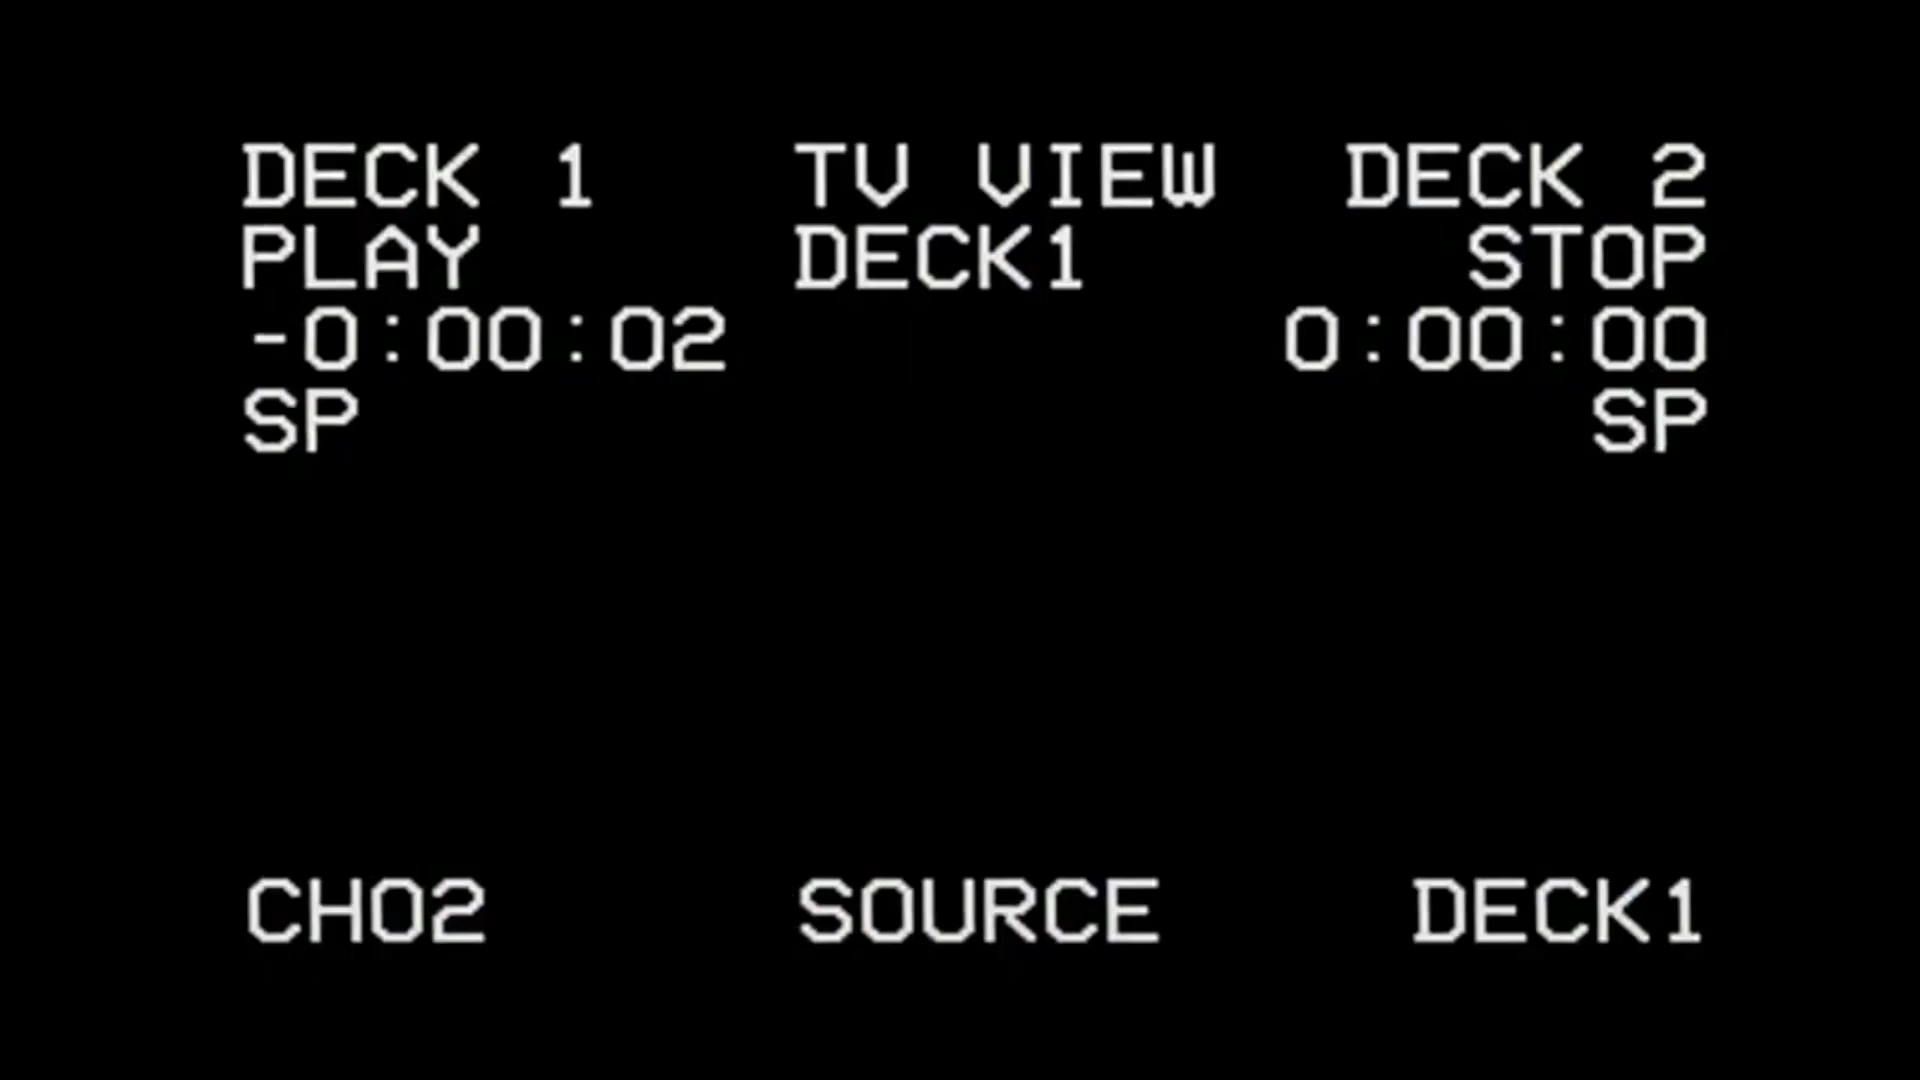 DECK 1 TV VIEW DECK 2
PLAY DECK1 STOP
-0:00:02 0:00:00
SP SP
CH02 SOURCE DECK1